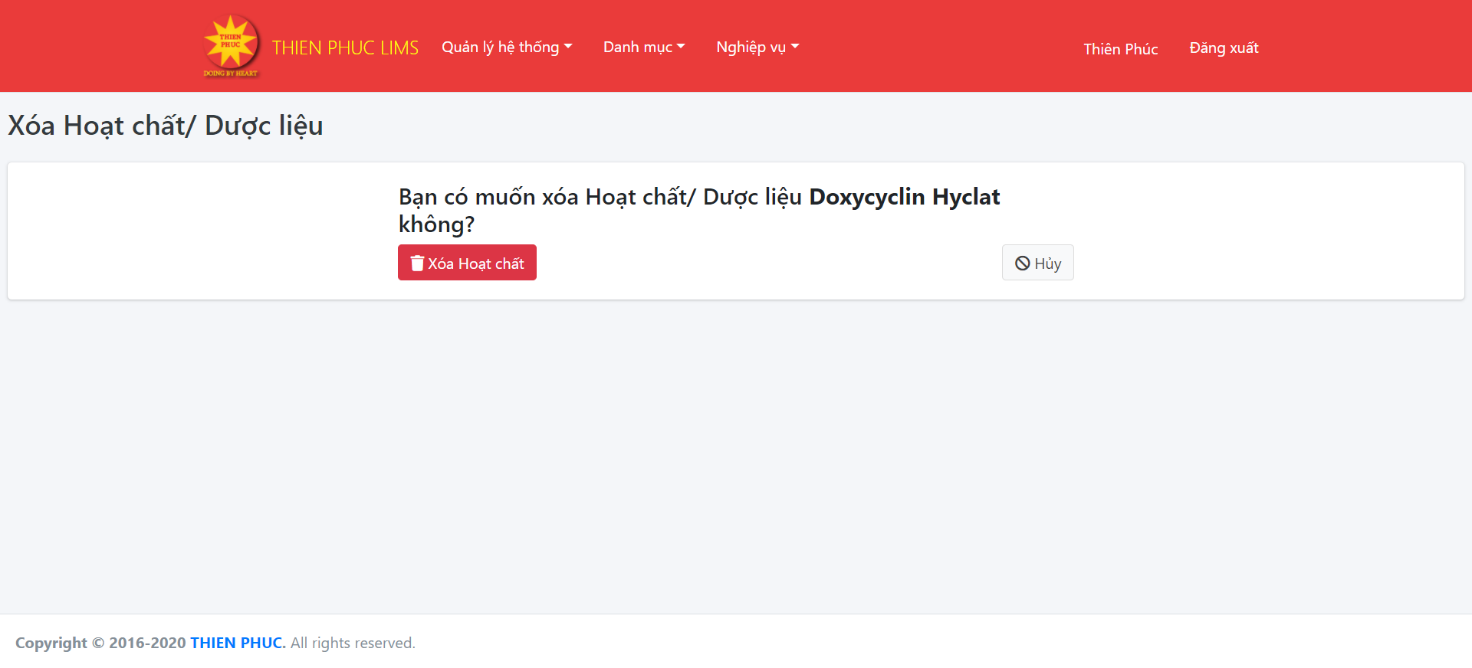 THIEN
PHUC
DOING BY HEART
THIEN PHUC LIMS
Quản lý hệ thống
Danh mục
Nghiệp vụ
Thiên Phúc
Đăng xuất
Xóa Hoạt chất/ Dược liệu
Bạn có muốn xóa Hoạt chất/ Dược liệu Doxycyclin Hyclat
không?
Xóa Hoạt chất
Hủy
Copyright © 2016-2020 THIEN PHUC. All rights reserved.